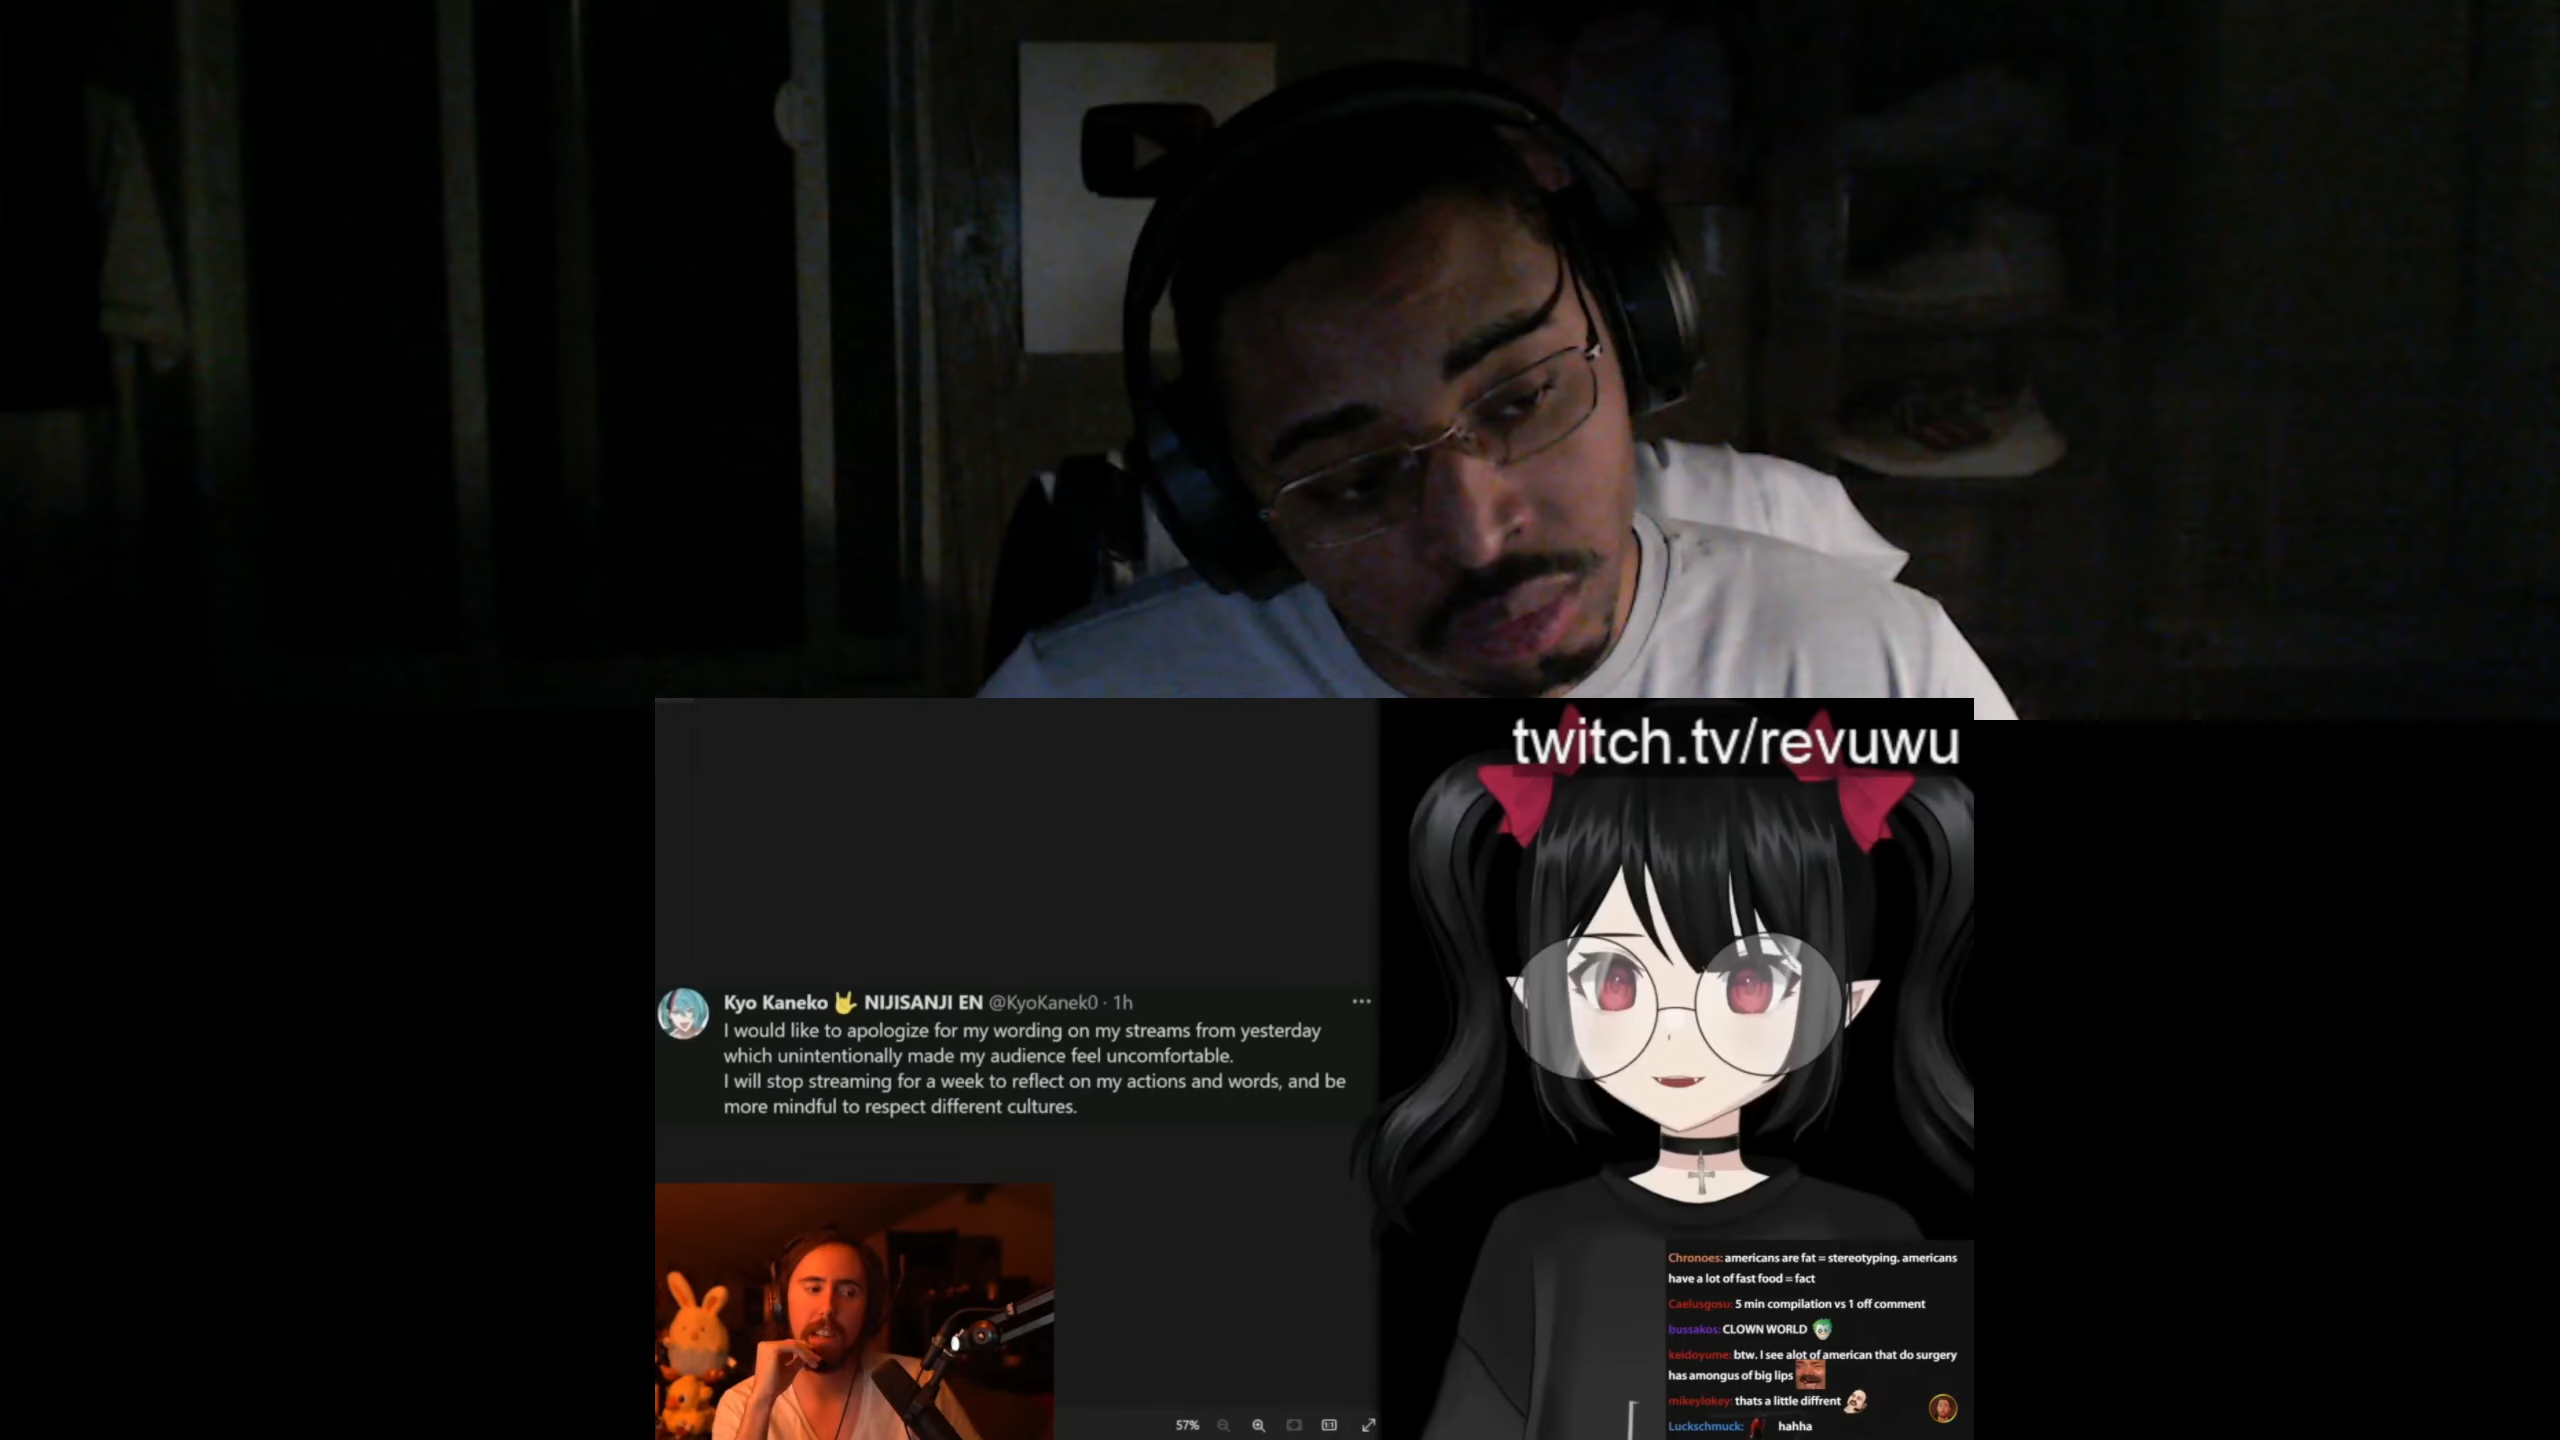 twitch.tv/revuwu
Kyo Kaneko 🤟 NIJISANJI EN @KyoKanek0 · 1h
I would like to apologize for my wording on my streams from yesterday
which unintentionally made my audience feel uncomfortable.
I will stop streaming for a week to reflect on my actions and words, and be
more mindful to respect different cultures.
Chronoes: americans are fat = stereotyping. americans
have a lot of fast food = fact
Caelusgosu: 5 min compilation vs 1 off comment
bussakos: CLOWN WORLD
keidoyume: btw. I see alot of american that do surgery
has amongus of big lips
mikeylokey: thats a little diffrent
Luckschmuck: hahha
57%